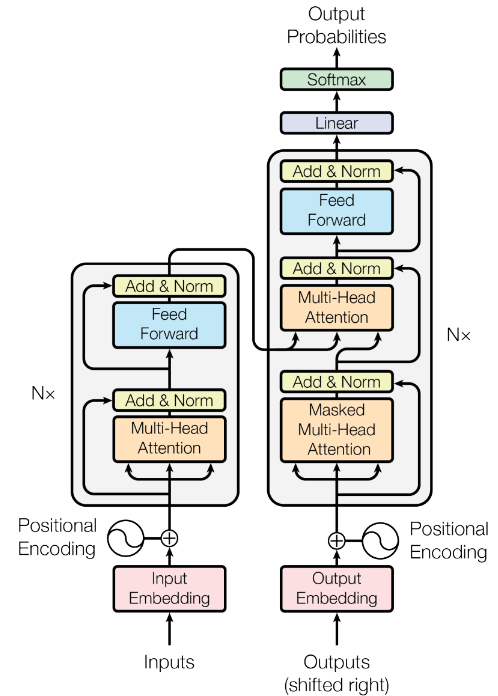 Output
Probabilities
Softmax
Linear
Add & Norm
Feed
Forward
Add & Norm
Multi-Head
Attention
Add & Norm
Masked
Multi-Head
Attention
Nx
Add & Norm
Feed
Forward
Add & Norm
Multi-Head
Attention
N×
Positional
Encoding
Positional
Encoding
Input
Embedding
Output
Embedding
Inputs
Outputs
(shifted right)